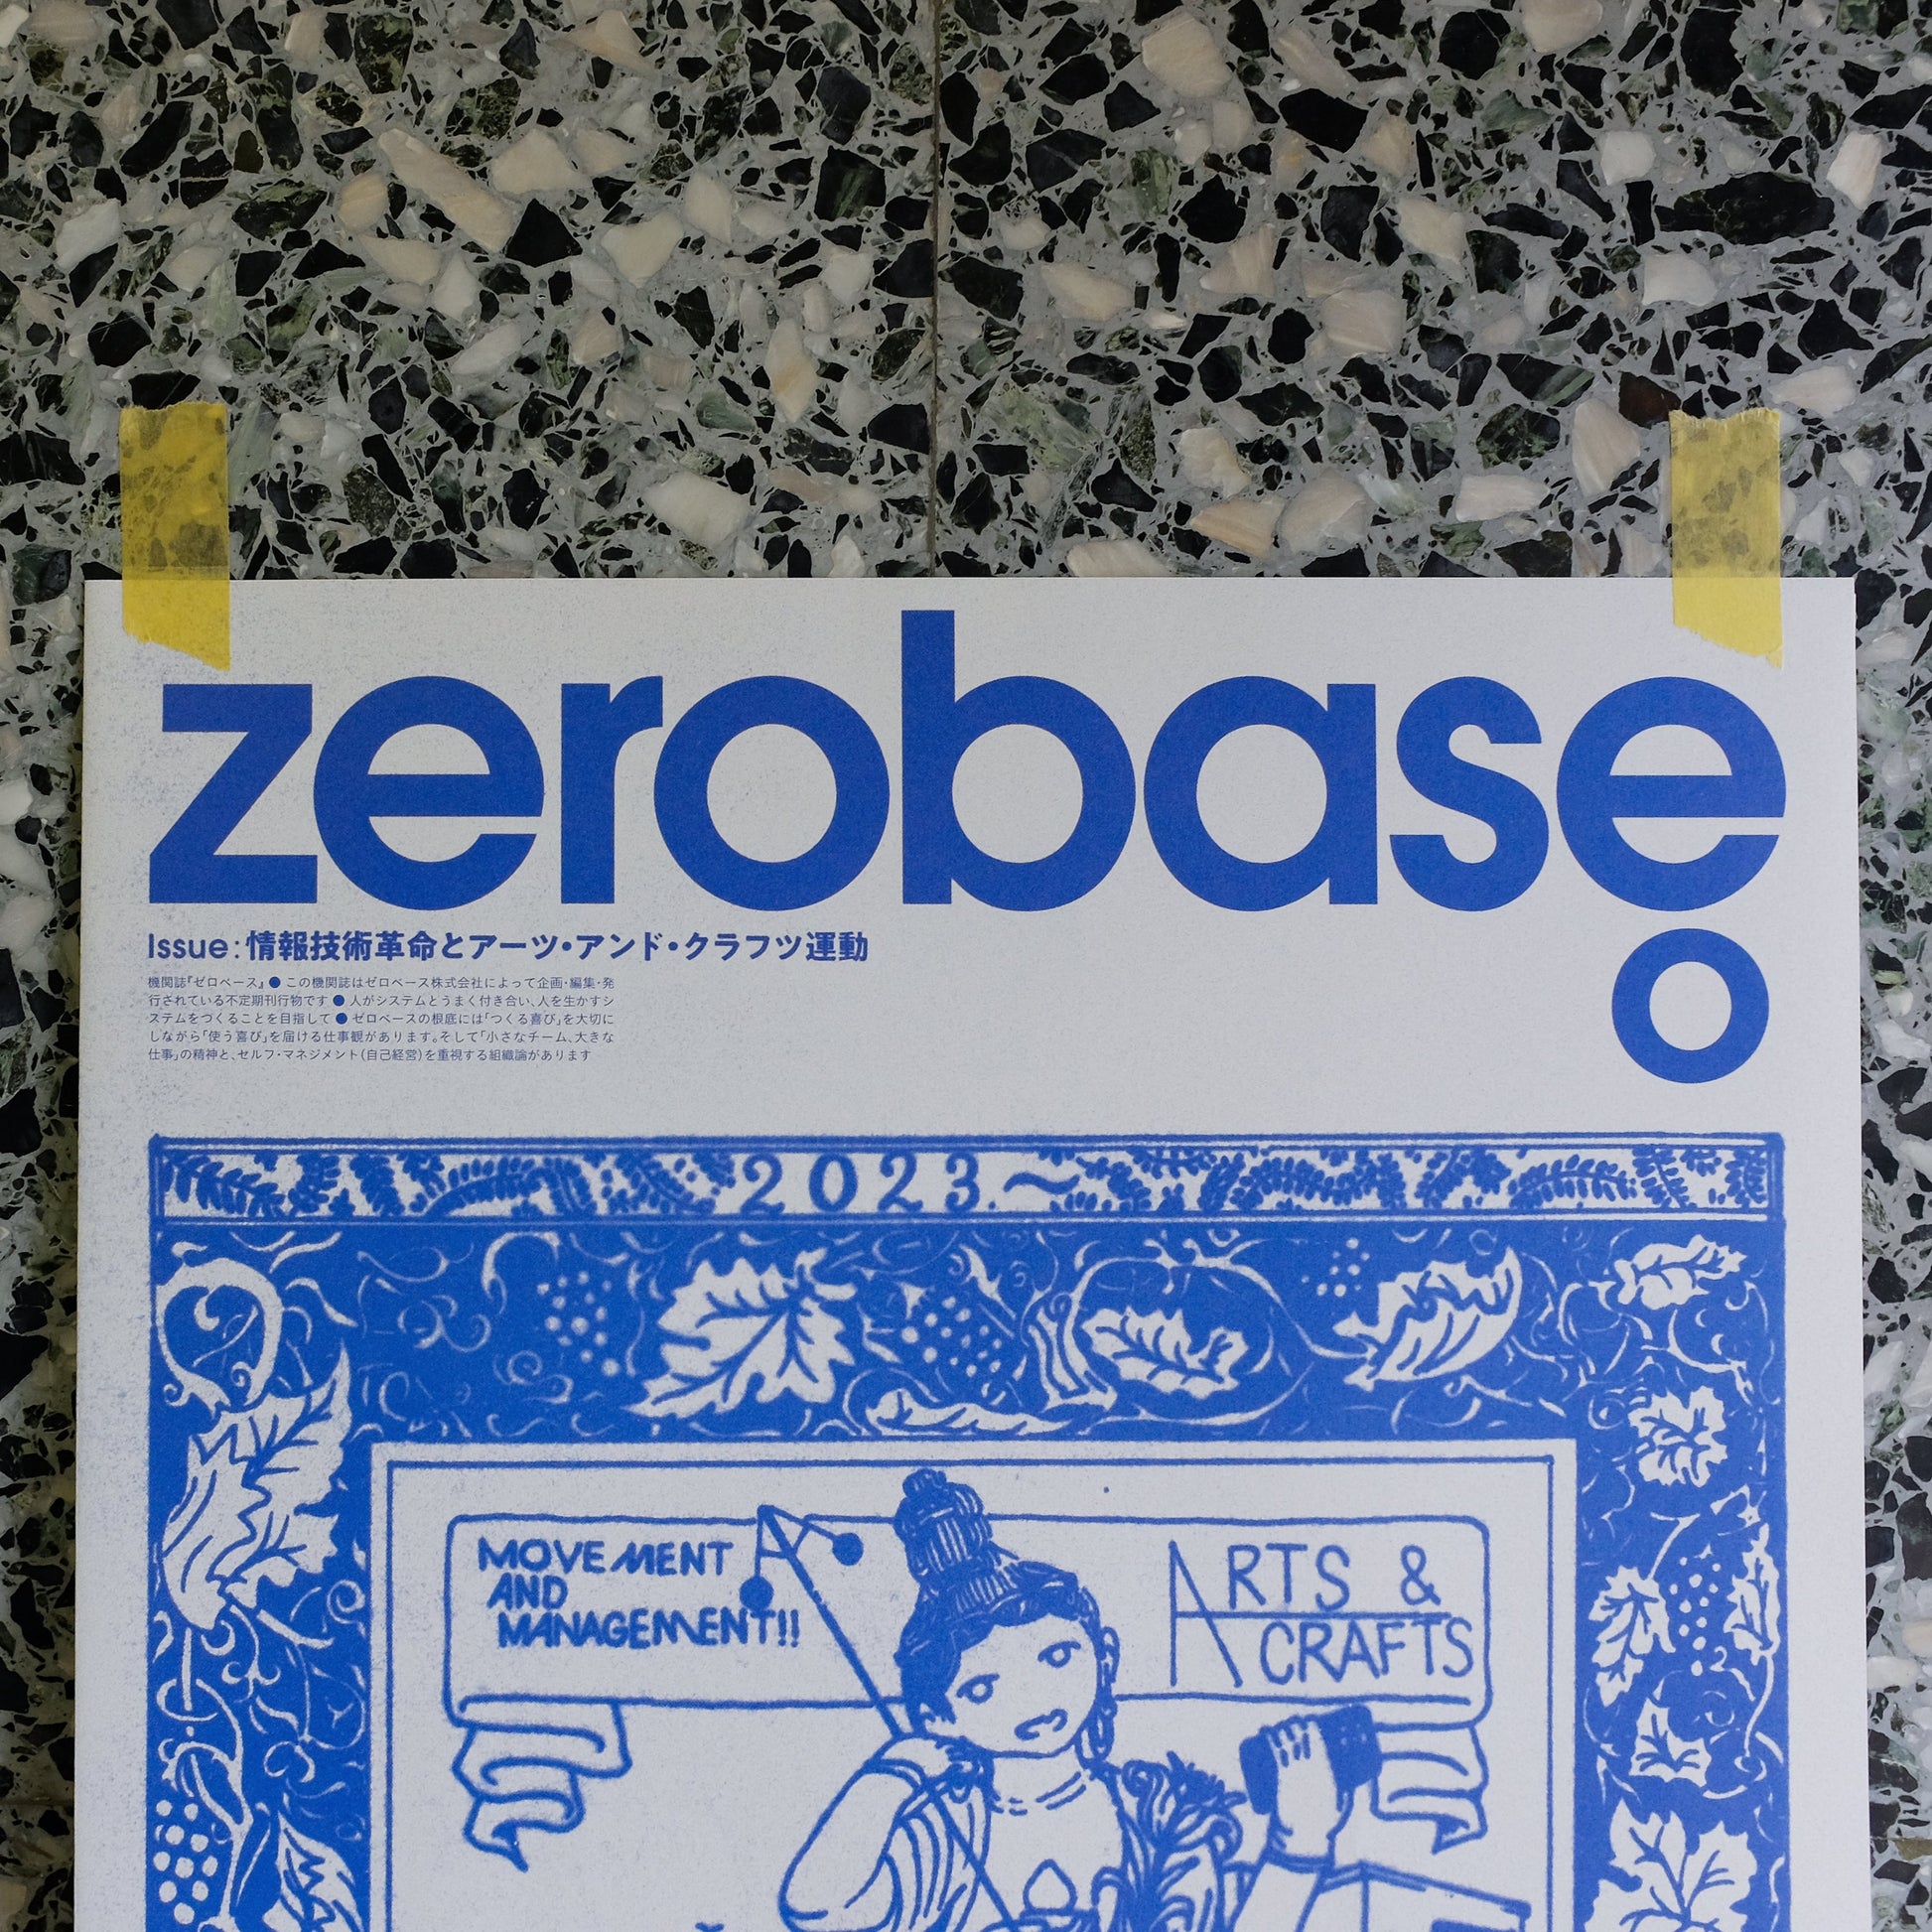 zerobase
o
Issue:情報技術革命とアーツ・アンド・クラフツ運動
機関誌『ゼロベース』● この機関誌はゼロベース株式会社によって企画・編集・発
行されている不定期刊行物です ● 人がシステムとうまく付き合い、人を生かすシ
ステムをつくることを目指して ● ゼロベースの根底には「つくる喜び」を大切に
しながら「使う喜び」を届ける仕事観があります。そして「小さなチーム、大きな
仕事」の精神と、セルフ・マネジメント(自己経営)を重視する組織論があります
2023.〜
MOVEMENT
AND
MANAGEMENT!!
ARTS &
CRAFTS